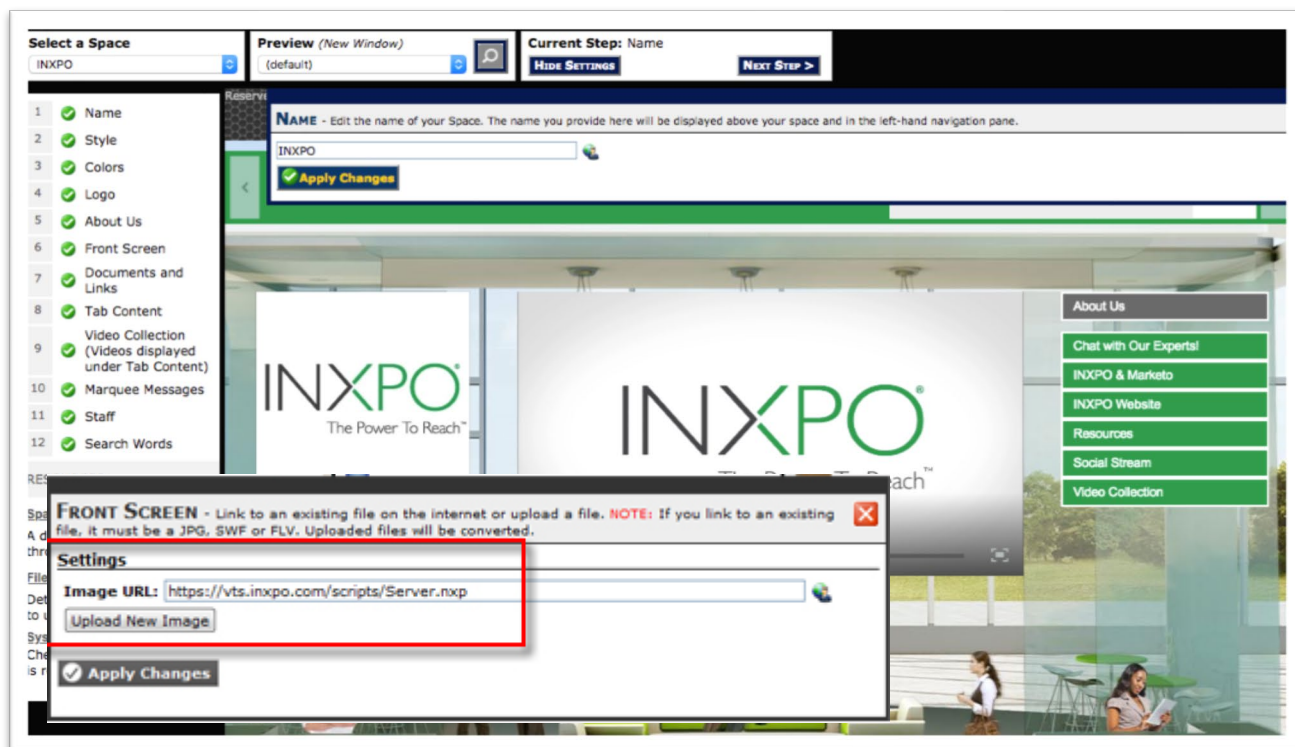 Select a Space
INXPO
Preview (New Window)
(default)
Current Step: Name
HIDE SETTINGS
NEXT STEP >
1 Name
2 Style
3 Colors
4 Logo
5 About Us
6 Front Screen
7 Documents and
Links
8 Tab Content
9 Video Collection
(Videos displayed
under Tab Content)
10 Marquee Messages
11 Staff
12 Search Words
NAME - Edit the name of your Space. The name you provide here will be displayed above your space and in the left-hand navigation pane.
INXPO
Apply Changes
INXPO®
The Power To Reach™
INXPO®
About Us
Chat with Our Experts!
INXPO & Marketo
INXPO Website
Resources
Social Stream
Video Collection
FRONT SCREEN - Link to an existing file on the internet or upload a file. NOTE: If you link to an existing
file, it must be a JPG, SWF or FLV. Uploaded files will be converted.
Settings
Image URL: https://vts.inxpo.com/scripts/Server.nxp
Upload New Image
Apply Changes